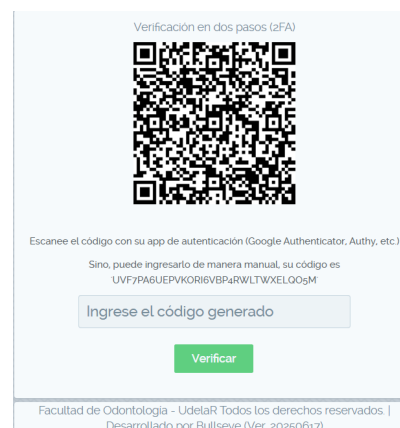 Verificación en dos pasos (2FA)
Escanee el código con su app de autenticación (Google Authenticator, Authy, etc.)
Sino, puede ingresarlo de manera manual, su código es
'UVF7PA6UEPVKORI6VBP4RWLTWXELQO5M'
Ingrese el código generado
Verificar
Facultad de Odontología - UdelaR Todos los derechos reservados. |
Desarrollado por Bullseye (Ver. 20250617)